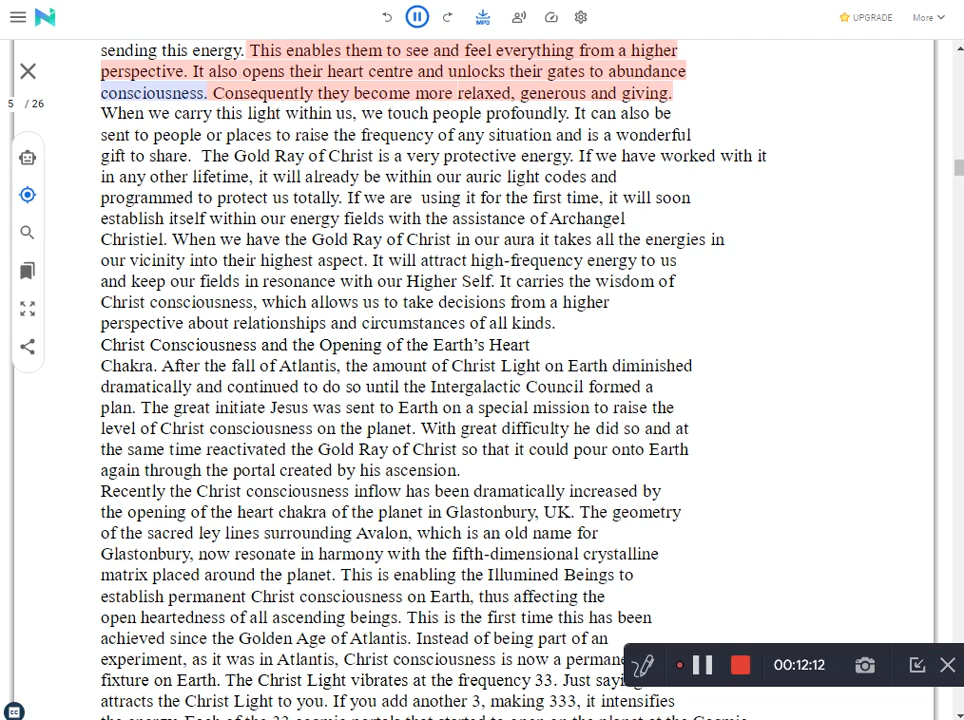 MP3
UPGRADE
More
sending this energy. This enables them to see and feel everything from a higher
perspective. It also opens their heart centre and unlocks their gates to abundance
5 / 26
consciousness. Consequently they become more relaxed, generous and giving.
When we carry this light within us, we touch people profoundly. It can also be
sent to people or places to raise the frequency of any situation and is a wonderful
gift to share. The Gold Ray of Christ is a very protective energy. If we have worked with it
in any other lifetime, it will already be within our auric light codes and
programmed to protect us totally. If we are using it for the first time, it will soon
establish itself within our energy fields with the assistance of Archangel
Christiel. When we have the Gold Ray of Christ in our aura it takes all the energies in
our vicinity into their highest aspect. It will attract high-frequency energy to us
and keep our fields in resonance with our Higher Self. It carries the wisdom of
Christ consciousness, which allows us to take decisions from a higher
perspective about relationships and circumstances of all kinds.
Christ Consciousness and the Opening of the Earth's Heart
Chakra. After the fall of Atlantis, the amount of Christ Light on Earth diminished
dramatically and continued to do so until the Intergalactic Council formed a
plan. The great initiate Jesus was sent to Earth on a special mission to raise the
level of Christ consciousness on the planet. With great difficulty he did so and at
the same time reactivated the Gold Ray of Christ so that it could pour onto Earth
again through the portal created by his ascension.
Recently the Christ consciousness inflow has been dramatically increased by
the opening of the heart chakra of the planet in Glastonbury, UK. The geometry
of the sacred ley lines surrounding Avalon, which is an old name for
Glastonbury, now resonate in harmony with the fifth-dimensional crystalline
matrix placed around the planet. This is enabling the Illumined Beings to
establish permanent Christ consciousness on Earth, thus affecting the
open heartedness of all ascending beings. This is the first time this has been
achieved since the Golden Age of Atlantis. Instead of being part of an
experiment, as it was in Atlantis, Christ consciousness is now a
fixture on Earth. The Christ Light vibrates at the frequency 33. Just
attracts the Christ Light to you. If you add another 3, making 333, it intensifies
the energy. Each of the 33 cosmic portals that started to open on the planet at the Cosmic
00:12:12
CC